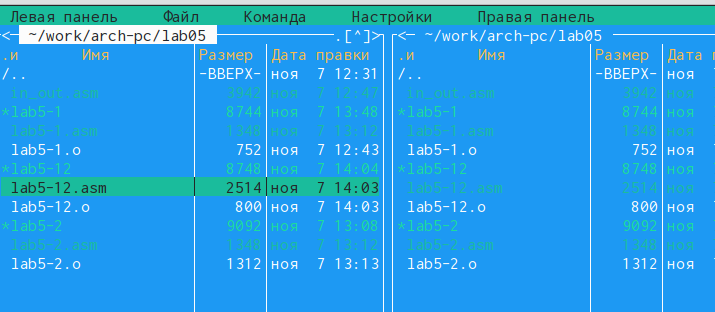 Левая панель Файл Команда Настройки Правая панель
<- ~/work/arch-pc/lab05 .[^]> <- ~/work/arch-pc/lab05
.и Имя Размер Дата правки .и Имя Размер Дата п
/.. -ВВЕРХ- ноя 7 12:31 /.. -ВВЕРХ- ноя
in_out.asm 3942 ноя 7 12:47 in_out.asm 3942 ноя
*lab5-1 8744 ноя 7 13:48 *lab5-1 8744 ноя
lab5-1.asm 1348 ноя 7 13:12 lab5-1.asm 1348 ноя
lab5-1.o 752 ноя 7 12:43 lab5-1.o 752 ноя
*lab5-12 8748 ноя 7 14:04 *lab5-12 8748 ноя
lab5-12.asm 2514 ноя 7 14:03 lab5-12.asm 2514 ноя
lab5-12.o 800 ноя 7 14:03 lab5-12.o 800 ноя
*lab5-2 9092 ноя 7 13:08 *lab5-2 9092 ноя
lab5-2.asm 1348 ноя 7 13:12 lab5-2.asm 1348 ноя
lab5-2.o 1312 ноя 7 13:13 lab5-2.o 1312 ноя